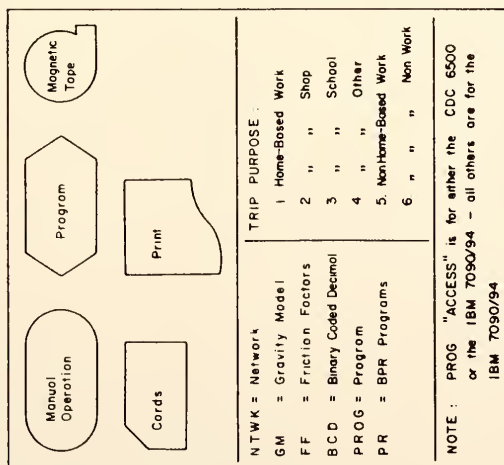 Manual
Operation
Program
Magnetic
Tape
Cards
Print
NTWK = Network
GM = Gravity Model
FF = Friction Factors
BCD = Binary Coded Decimal
PROG = Program
PR = BPR Programs
TRIP PURPOSE:
1 Home-Based Work
2 " " Shop
3 " " School
4 " " Other
5. Non Home-Based Work
6 " " " Non Work
NOTE: PROG "ACCESS" is for either the CDC 6500
or the IBM 7090/94 - all others are for the
IBM 7090/94